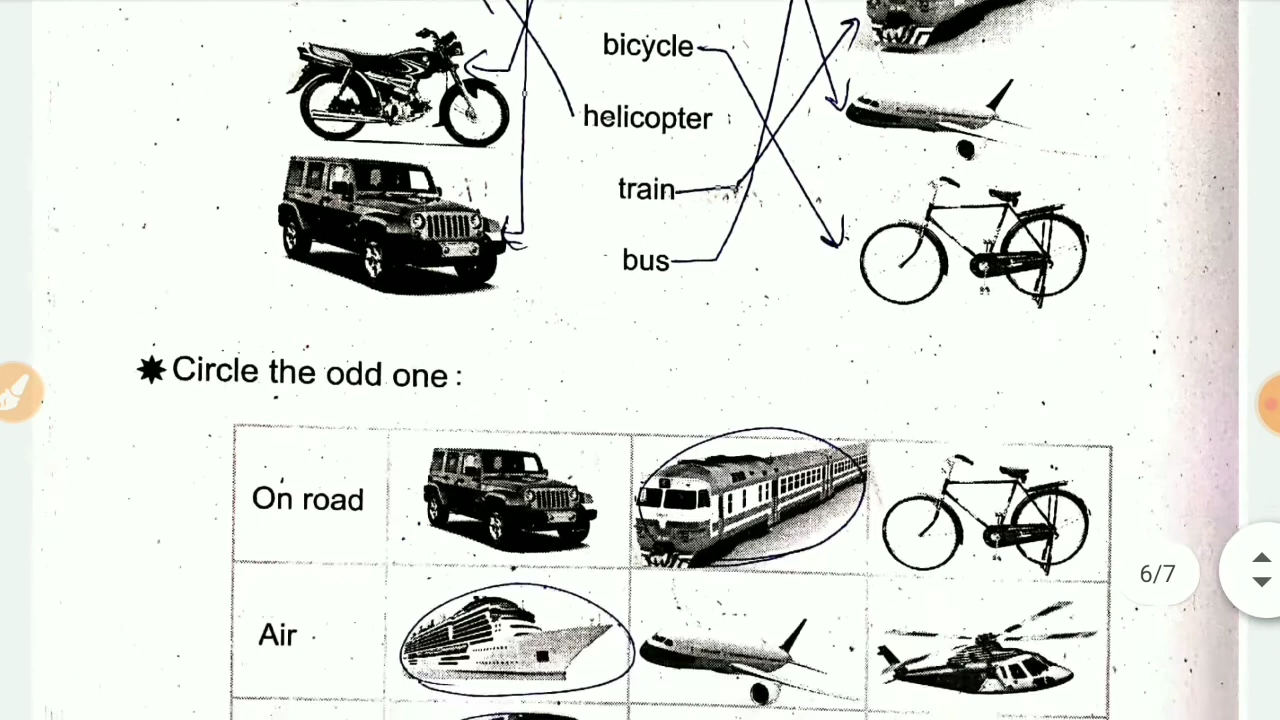 bicycle
helicopter
train
bus
✷ Circle the odd one :
On road
Air
6/7